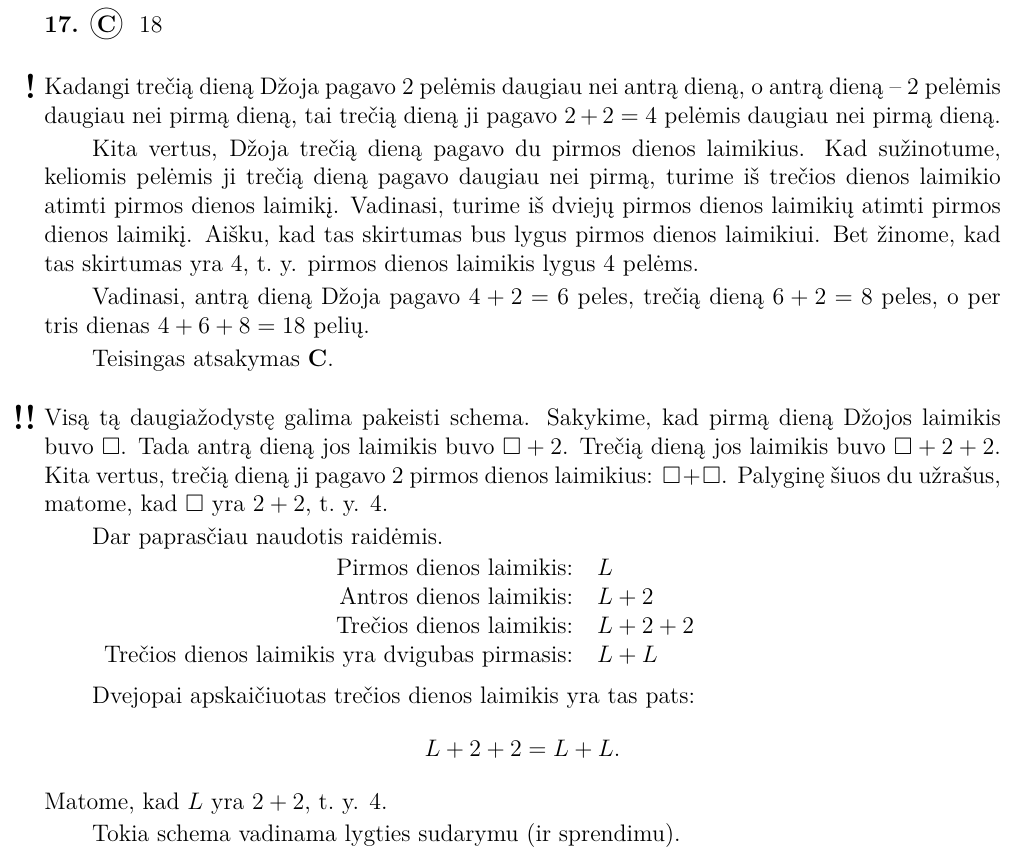 17. Ⓒ 18
! Kadangi trečią dieną Džoja pagavo 2 pelėmis daugiau nei antrą dieną, o antrą dieną – 2 pelėmis
daugiau nei pirmą dieną, tai trečią dieną ji pagavo 2 + 2 = 4 pelėmis daugiau nei pirmą dieną.
Kita vertus, Džoja trečią dieną pagavo du pirmos dienos laimikius. Kad sužinotume,
keliomis pelėmis ji trečią dieną pagavo daugiau nei pirmą, turime iš trečios dienos laimikio
atimti pirmos dienos laimikį. Vadinasi, turime iš dviejų pirmos dienos laimikių atimti pirmos
dienos laimikį. Aišku, kad tas skirtumas bus lygus pirmos dienos laimikiui. Bet žinome, kad
tas skirtumas yra 4, t. y. pirmos dienos laimikis lygus 4 pelėms.
Vadinasi, antrą dieną Džoja pagavo 4 + 2 = 6 peles, trečią dieną 6 + 2 = 8 peles, o per
tris dienas 4 + 6 + 8 = 18 pelių.
Teisingas atsakymas C.
!! Visą tą daugiažodystę galima pakeisti schema. Sakykime, kad pirmą dieną Džojos laimikis
buvo □. Tada antrą dieną jos laimikis buvo □ + 2. Trečią dieną jos laimikis buvo □ + 2 + 2.
Kita vertus, trečią dieną ji pagavo 2 pirmos dienos laimikius: □+□. Palyginę šiuos du užrašus,
matome, kad □ yra 2 + 2, t. y. 4.
Dar paprasčiau naudotis raidėmis.
Pirmos dienos laimikis: L
Antros dienos laimikis: L + 2
Trečios dienos laimikis: L + 2 + 2
Trečios dienos laimikis yra dvigubas pirmasis: L + L
Dvejopai apskaičiuotas trečios dienos laimikis yra tas pats:
L + 2 + 2 = L + L.
Matome, kad L yra 2 + 2, t. y. 4.
Tokia schema vadinama lygties sudarymu (ir sprendimu).